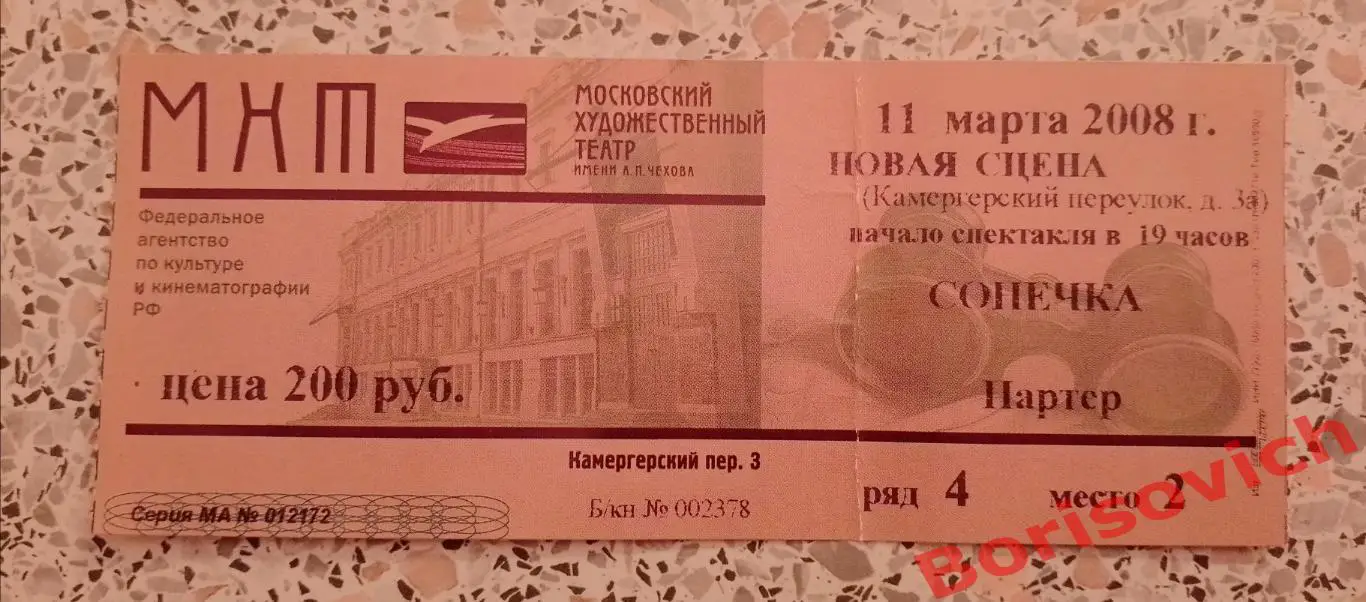 МХТ
МОСКОВСКИЙ
ХУДОЖЕСТВЕННЫЙ
ТЕАТР
ИМЕНИ А.П.ЧЕХОВА
Федеральное
агентство
по культуре
и кинематографии
РФ
цена 200 руб.
Камергерский пер. 3
Серия МА № 012172
Б/кн № 002378
11 марта 2008 г.
НОВАЯ СЦЕНА
(Камергерский переулок, д. 3а)
начало спектакля в 19 часов
СОНЕЧКА
Партер
ряд 4 место 2
Borisovich